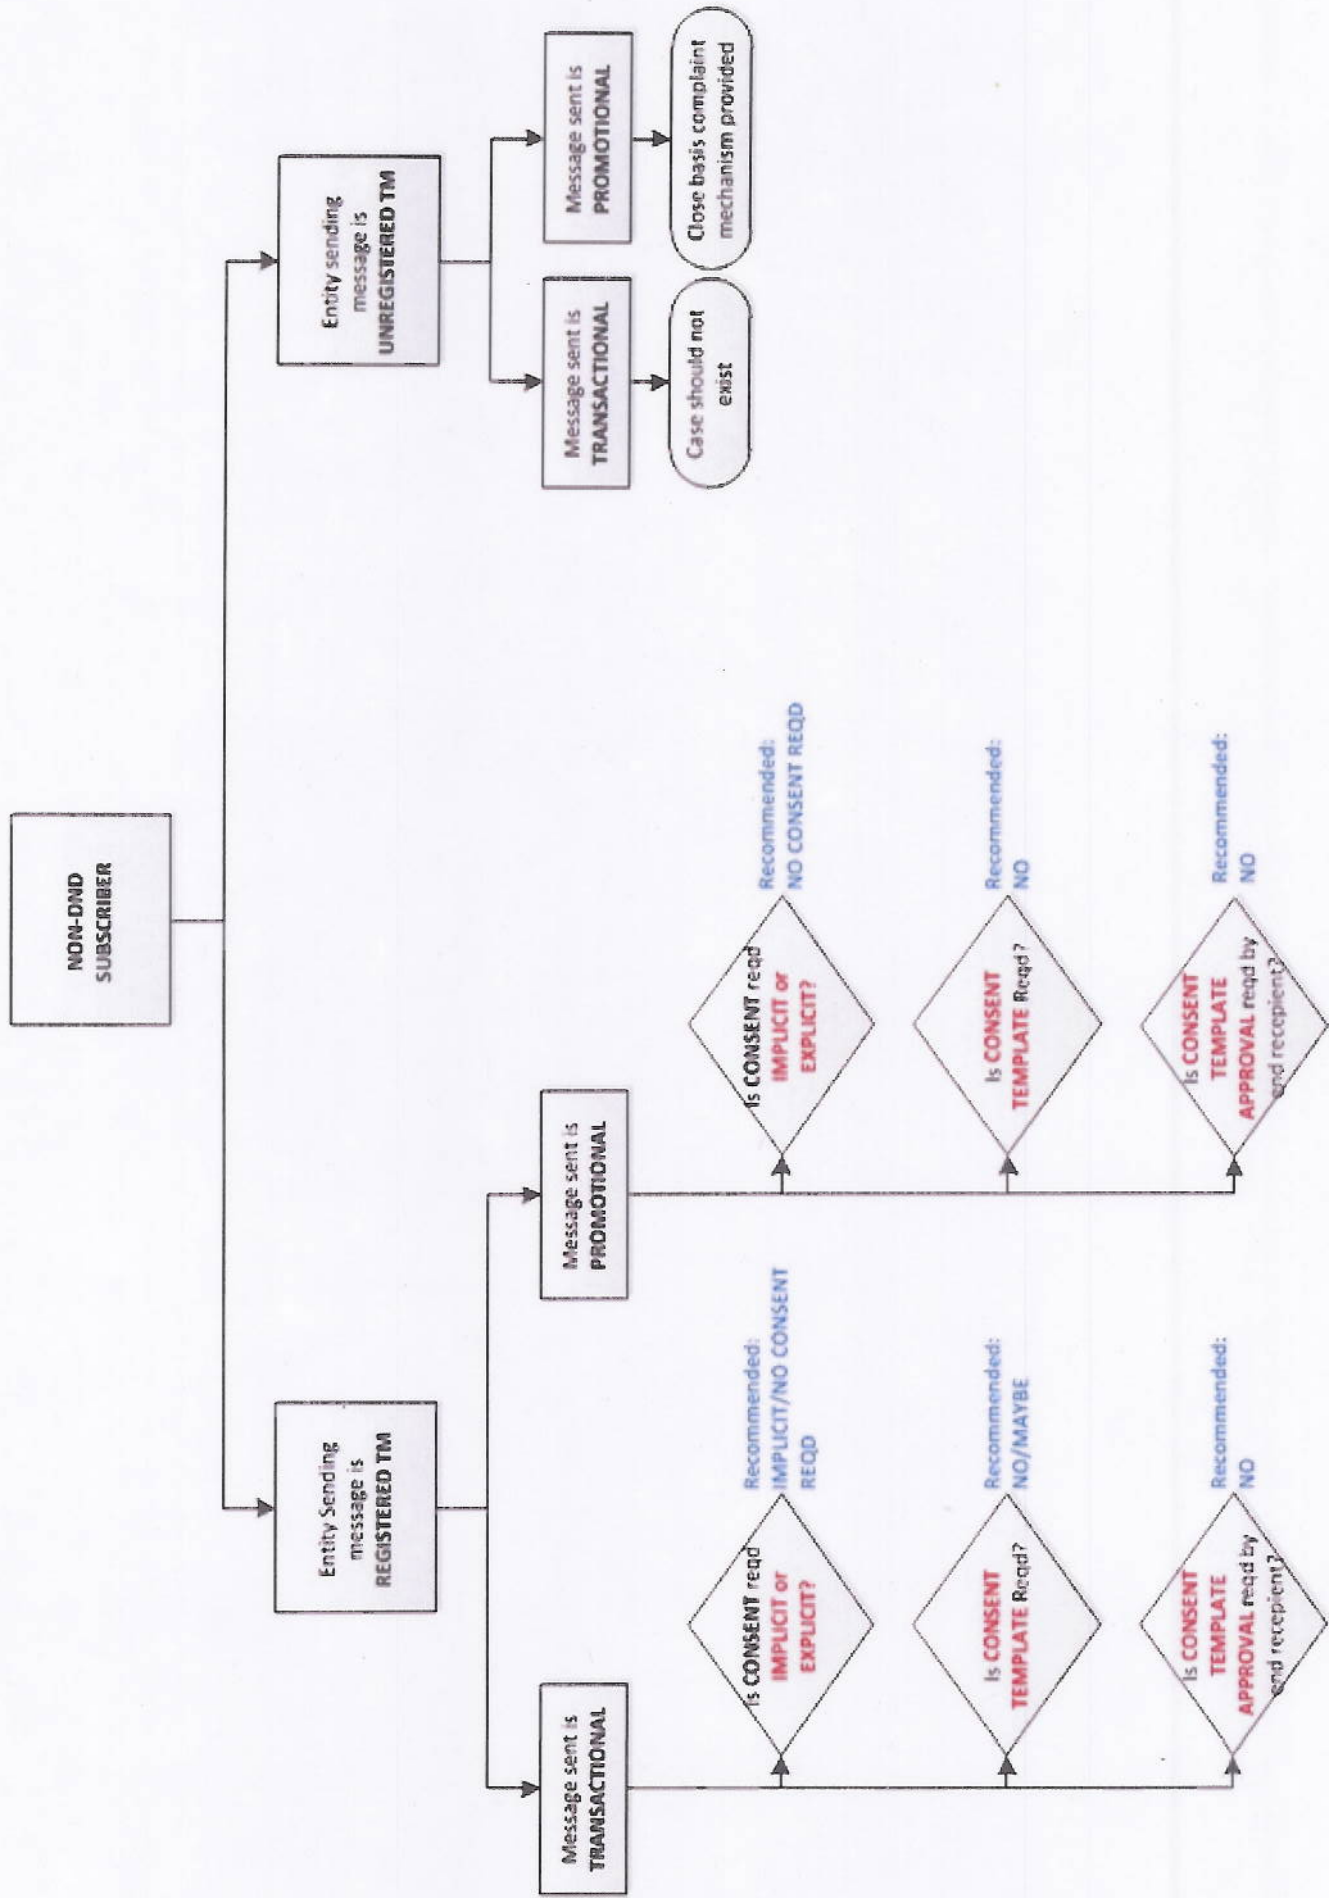 NON-DND
SUBSCRIBER
Entity Sending
message is
REGISTERED TM
Entity sending
message is
UNREGISTERED TM
Message sent is
TRANSACTIONAL
Message sent is
PROMOTIONAL
Message sent is
TRANSACTIONAL
Message sent is
PROMOTIONAL
Case should not
exist
Close basis complaint
mechanism provided
Is CONSENT reqd
IMPLICIT or
EXPLICIT?
Recommended:
IMPLICIT/NO CONSENT
REQD
Is CONSENT reqd
IMPLICIT or
EXPLICIT?
Recommended:
NO CONSENT REQD
Is CONSENT
TEMPLATE Reqd?
Recommended:
NO/MAYBE
Is CONSENT
TEMPLATE Reqd?
Recommended:
NO
Is CONSENT
TEMPLATE
APPROVAL reqd by
end recepient?
Recommended:
NO
Is CONSENT
TEMPLATE
APPROVAL reqd by
end recepient?
Recommended:
NO